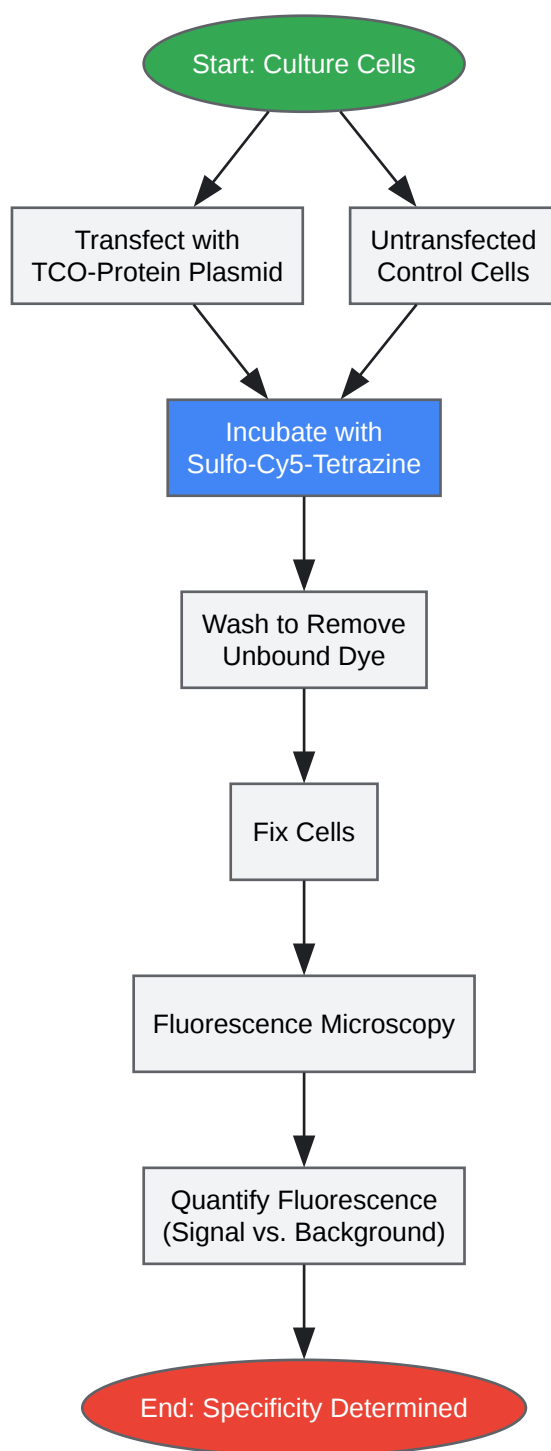 Start: Culture Cells
Transfect with
TCO-Protein Plasmid
Untransfected
Control Cells
Incubate with
Sulfo-Cy5-Tetrazine
Wash to Remove
Unbound Dye
Fix Cells
Fluorescence Microscopy
Quantify Fluorescence
(Signal vs. Background)
End: Specificity Determined